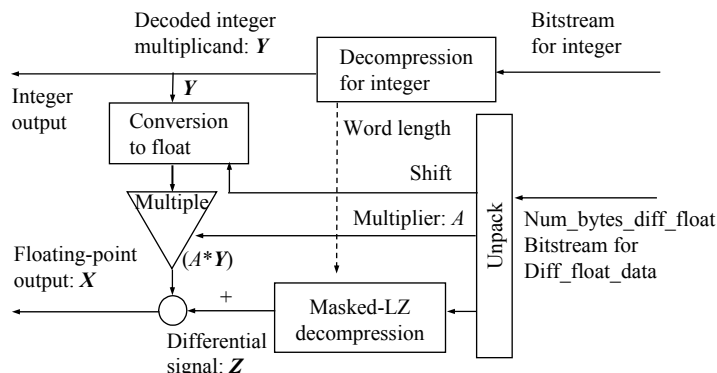 Decoded integer
multiplicand: Y
Bitstream
for integer
Decompression
for integer
Integer
output
Y
Conversion
to float
Word length
Shift
Multiple
Multiplier: A
Unpack
Num_bytes_diff_float
Bitstream for
Diff_float_data
Floating-point
output: X
(A*Y)
+
Masked-LZ
decompression
Differential
signal: Z